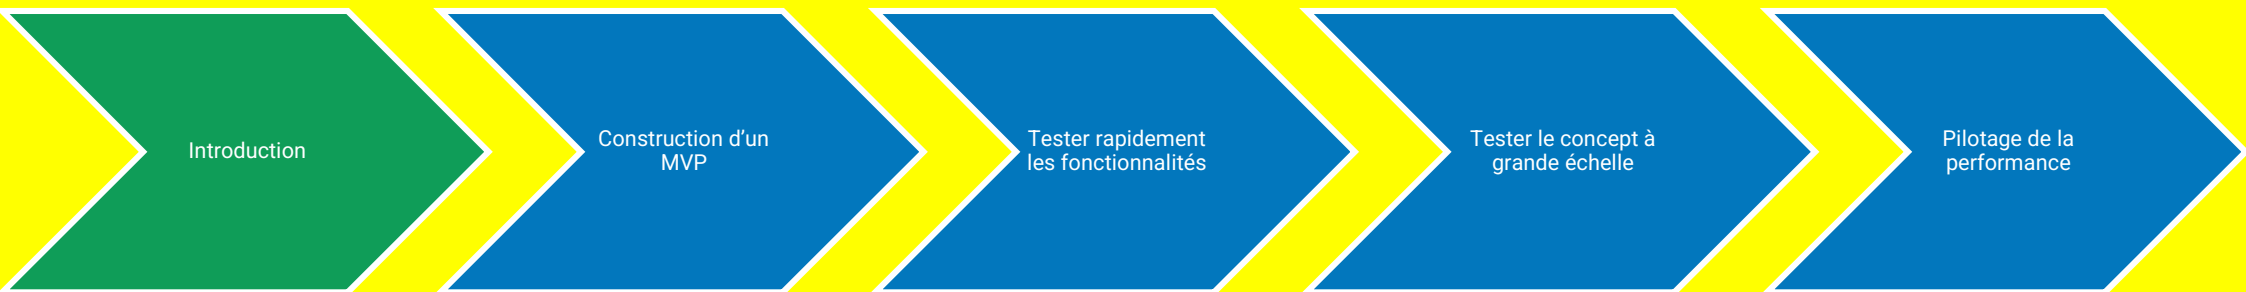 Introduction
Construction d’un
MVP
Tester rapidement
les fonctionnalités
Tester le concept à
grande échelle
Pilotage de la
performance